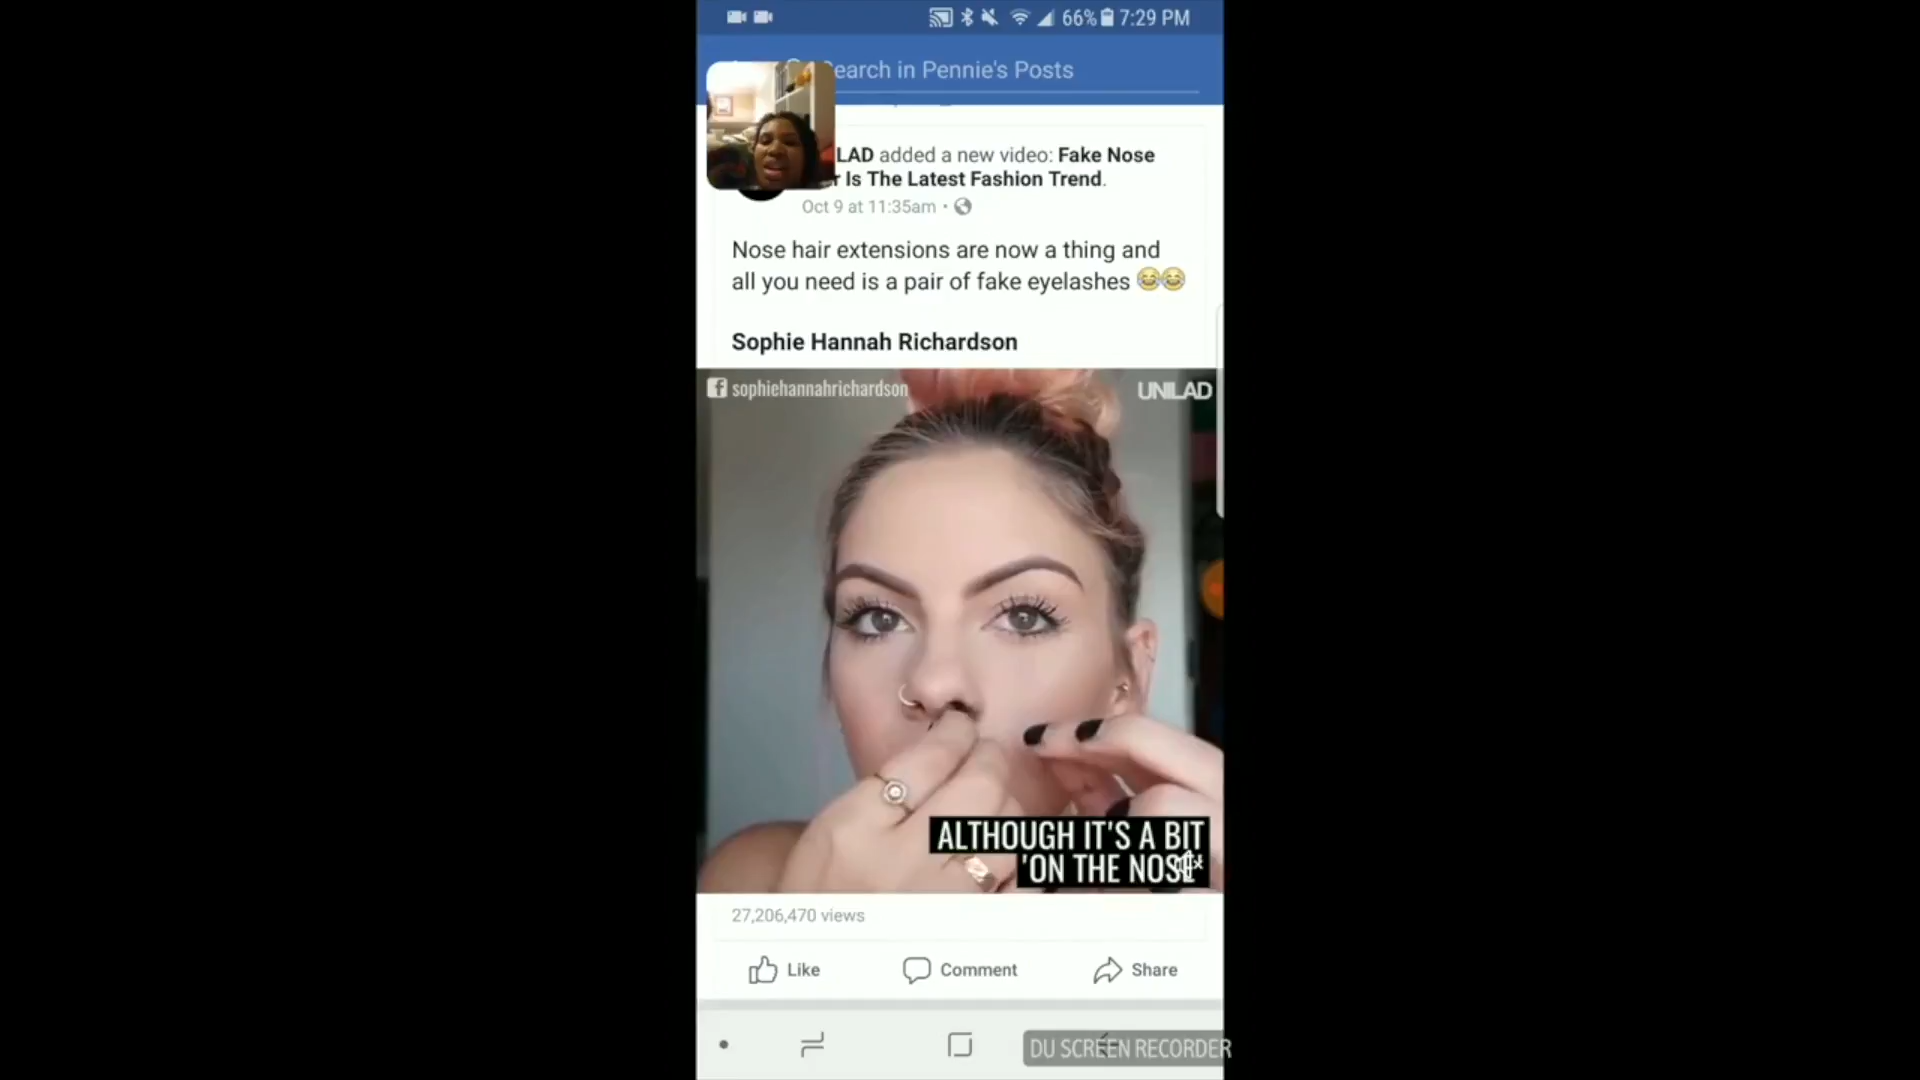 66% 7:29 PM
earch in Pennie's Posts
LAD added a new video: Fake Nose
r Is The Latest Fashion Trend.
Oct 9 at 11:35am
Nose hair extensions are now a thing and
all you need is a pair of fake eyelashes 😂😂
Sophie Hannah Richardson
sophiehannahrichardson
UNILAD
ALTHOUGH IT'S A BIT
'ON THE NOSE'
27,206,470 views
Like Comment Share
DU SCREEN RECORDER